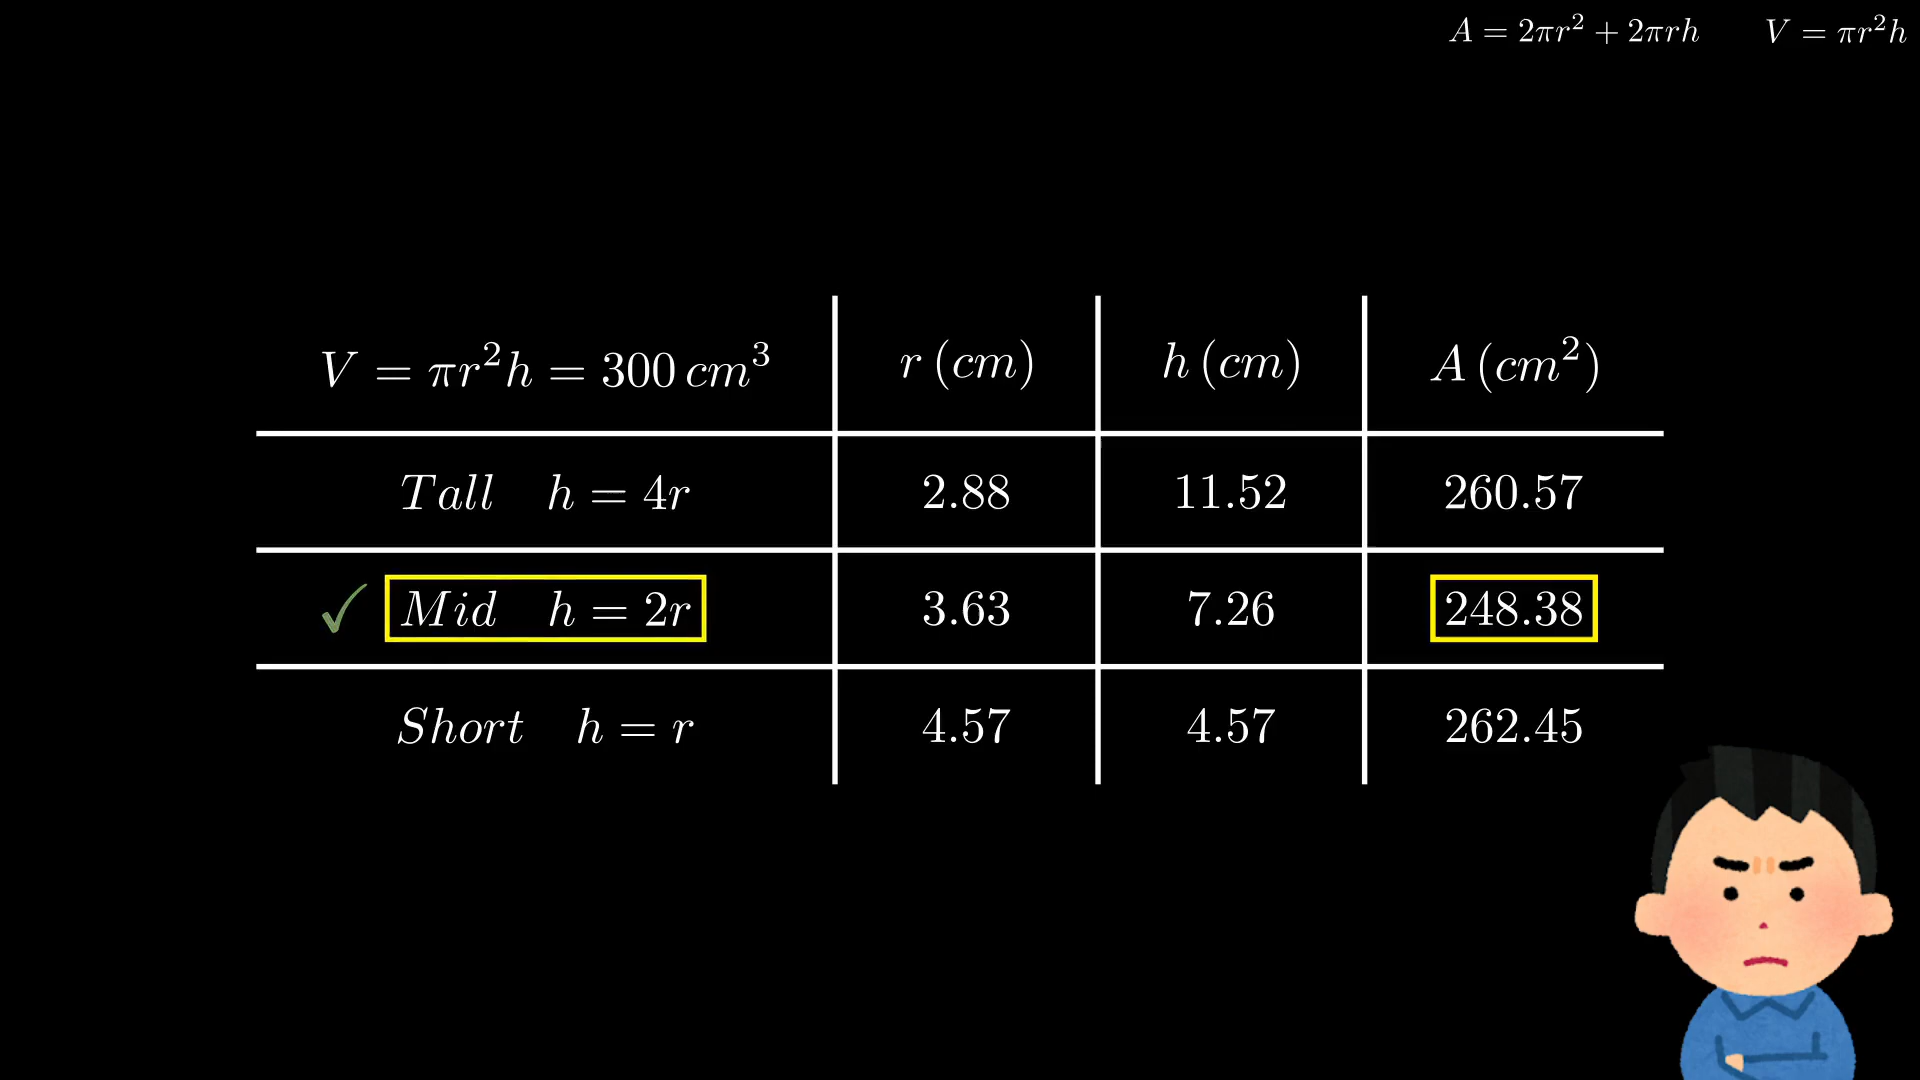 A = 2πr² + 2πrh V = πr²h
V = πr²h = 300 cm³ r (cm) h (cm) A (cm²)
Tall h = 4r 2.88 11.52 260.57
Mid h = 2r 3.63 7.26 248.38
Short h = r 4.57 4.57 262.45